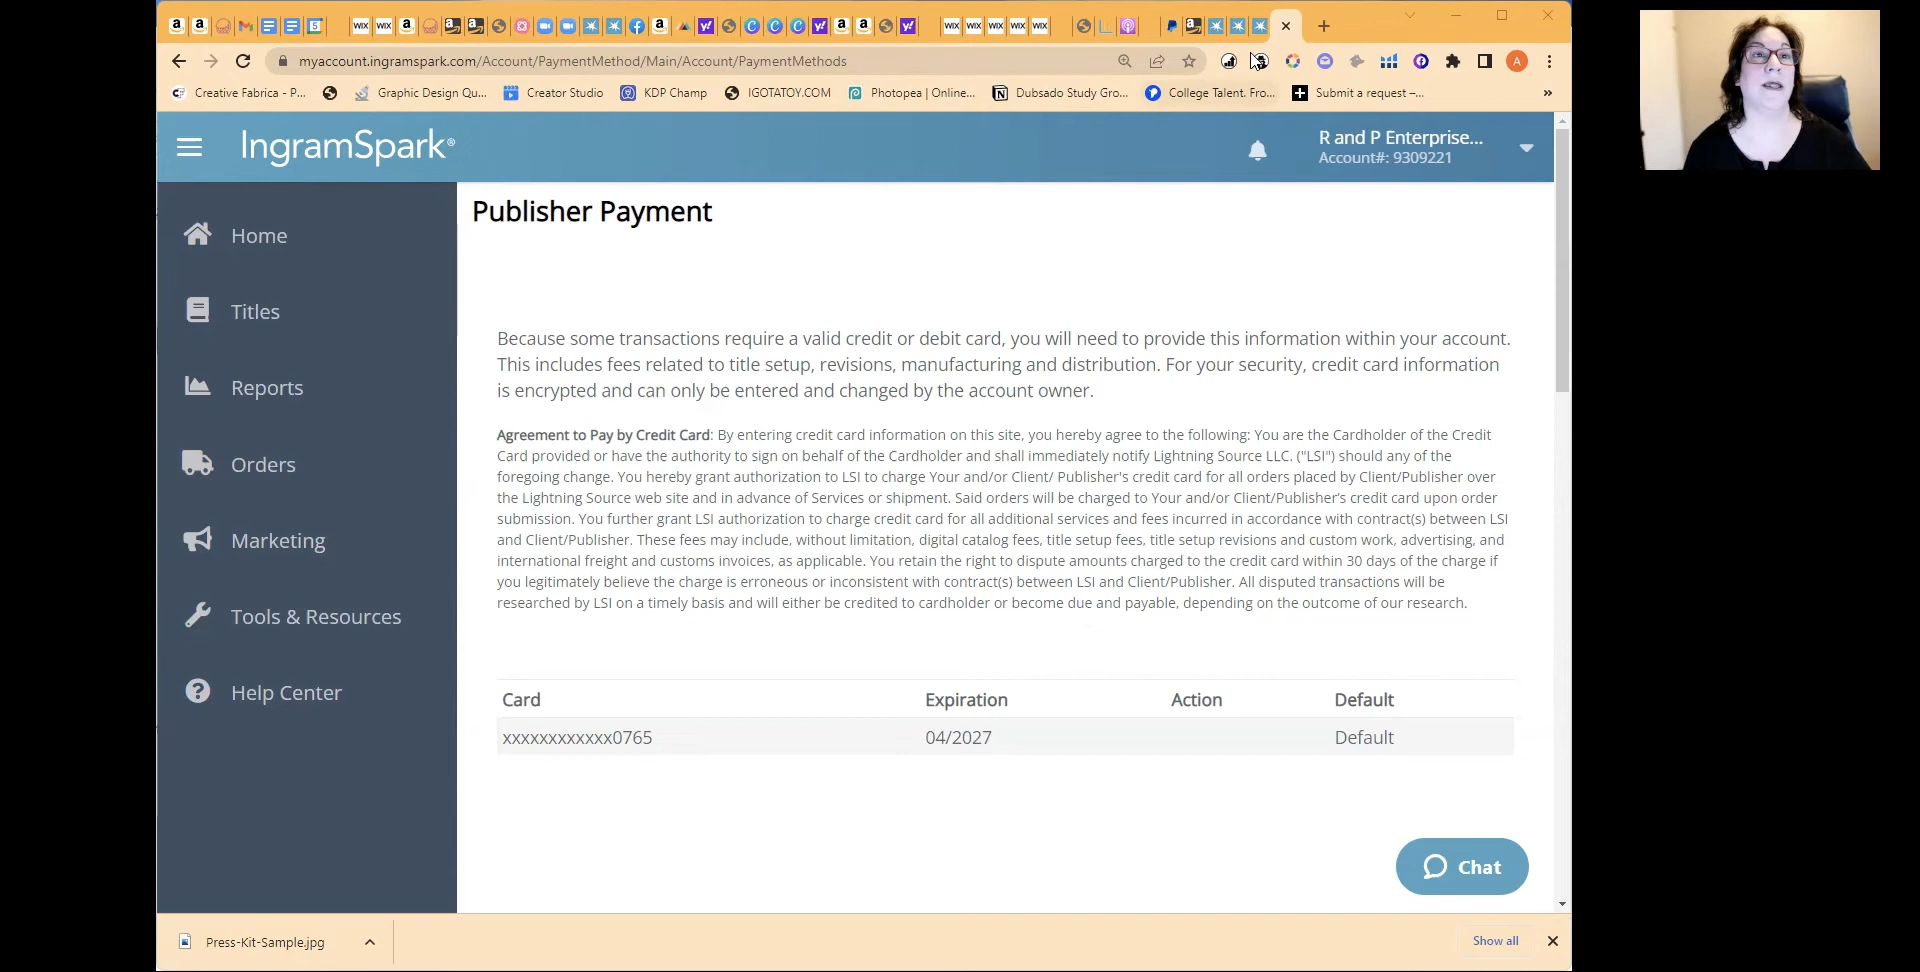 myaccount.ingramspark.com/Account/PaymentMethod/Main/Account/PaymentMethods
A
Creative Fabrica - P...
Graphic Design Qu...
Creator Studio
KDP Champ
IGOTATOY.COM
Photopea | Online...
Dubsado Study Gro...
College Talent. Fro...
Submit a request –...
»
IngramSpark®
R and P Enterprise...
Account#: 9309221
Home
Titles
Reports
Orders
Marketing
Tools & Resources
Help Center
Publisher Payment
Because some transactions require a valid credit or debit card, you will need to provide this information within your account.
This includes fees related to title setup, revisions, manufacturing and distribution. For your security, credit card information
is encrypted and can only be entered and changed by the account owner.
Agreement to Pay by Credit Card: By entering credit card information on this site, you hereby agree to the following: You are the Cardholder of the Credit
Card provided or have the authority to sign on behalf of the Cardholder and shall immediately notify Lightning Source LLC. ("LSI") should any of the
foregoing change. You hereby grant authorization to LSI to charge Your and/or Client/ Publisher's credit card for all orders placed by Client/Publisher over
the Lightning Source web site and in advance of Services or shipment. Said orders will be charged to Your and/or Client/Publisher's credit card upon order
submission. You further grant LSI authorization to charge credit card for all additional services and fees incurred in accordance with contract(s) between LSI
and Client/Publisher. These fees may include, without limitation, digital catalog fees, title setup fees, title setup revisions and custom work, advertising, and
international freight and customs invoices, as applicable. You retain the right to dispute amounts charged to the credit card within 30 days of the charge if
you legitimately believe the charge is erroneous or inconsistent with contract(s) between LSI and Client/Publisher. All disputed transactions will be
researched by LSI on a timely basis and will either be credited to cardholder or become due and payable, depending on the outcome of our research.
Card Expiration Action Default
xxxxxxxxxxxx0765 04/2027 Default
Chat
Press-Kit-Sample.jpg
Show all